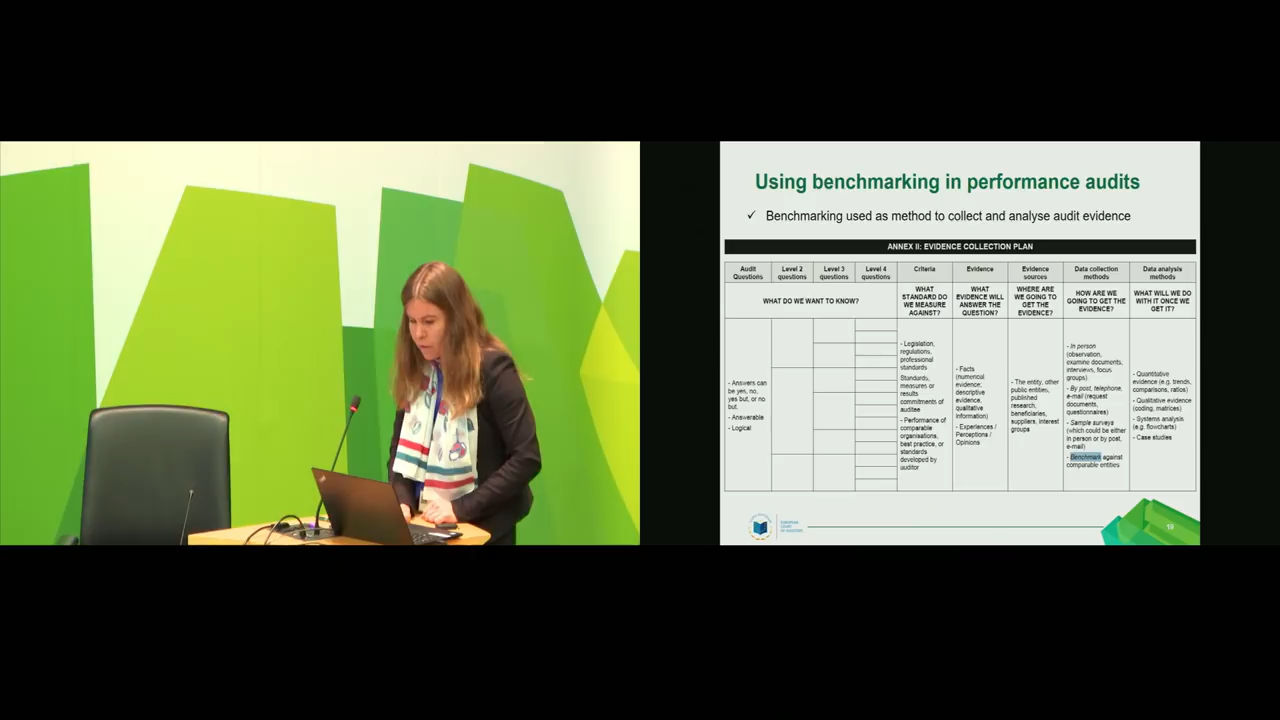 Using benchmarking in performance audits
✓ Benchmarking used as method to collect and analyse audit evidence
ANNEX II: EVIDENCE COLLECTION PLAN
Audit
Questions
Level 2
questions
Level 3
questions
Level 4
questions
Criteria
Evidence
Evidence
sources
Data collection
methods
Data analysis
methods
WHAT DO WE WANT TO KNOW?
WHAT
STANDARD DO
WE MEASURE
AGAINST?
WHAT
EVIDENCE WILL
ANSWER THE
QUESTION?
WHERE ARE
WE GOING TO
GET THE
EVIDENCE?
HOW ARE WE
GOING TO GET THE
EVIDENCE?
WHAT WILL WE DO
WITH IT ONCE WE
GET IT?
- Answers can
be yes, no,
yes but, or no
but.
- Answerable
- Logical
- Legislation,
regulations,
professional
standards
Standards,
measures or
results
commitments of
auditee
- Performance of
comparable
organisations,
best practice, or
standards
developed by
auditor
- Facts
(numerical
evidence;
descriptive
evidence,
qualitative
information)
- Experiences /
Perceptions /
Opinions
- The entity, other
public entities,
published
research,
beneficiaries,
suppliers, interest
groups
- In person
(observation,
examine documents,
interviews, focus
groups)
- By post, telephone,
e-mail (request
documents,
questionnaires)
- Sample surveys
(which could be either
in person or by post,
e-mail)
- Benchmark against
comparable entities
- Quantitative
evidence (e.g. trends,
comparisons, ratios)
- Qualitative evidence
(coding, matrices)
- Systems analysis
(e.g. flowcharts)
- Case studies
EUROPEAN
COURT
OF AUDITORS
19